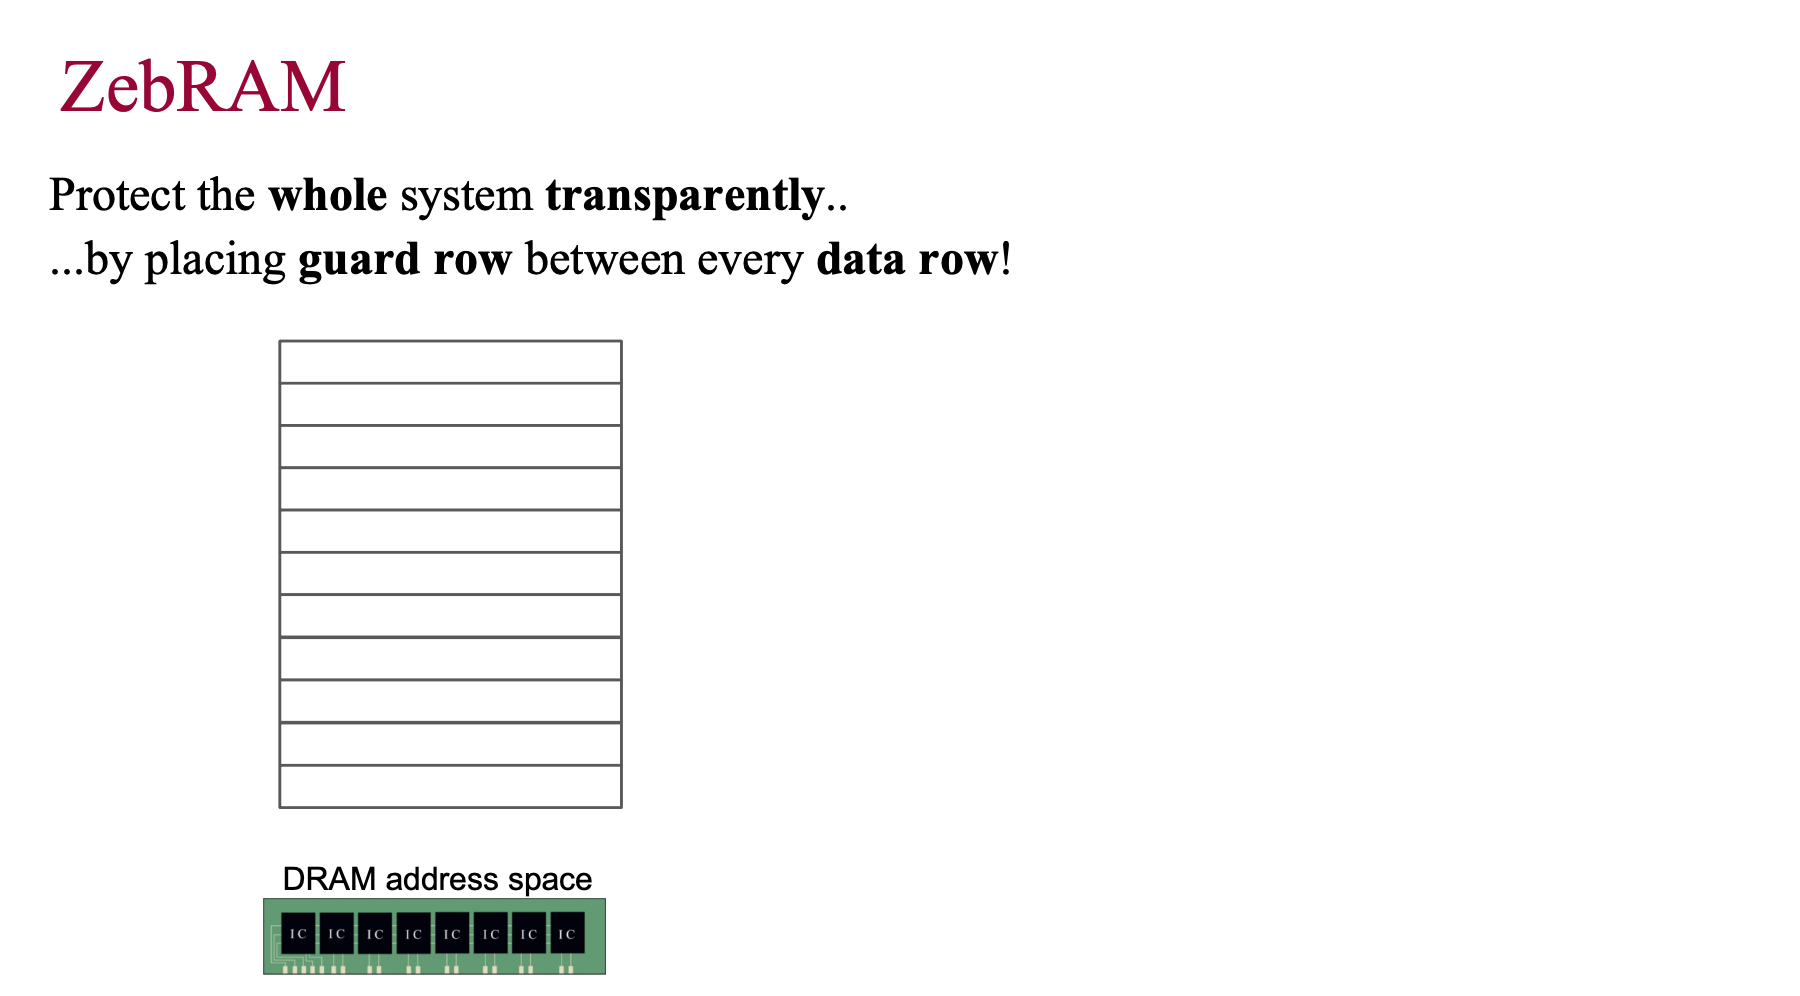 ZebRAM
Protect the whole system transparently..
...by placing guard row between every data row!
DRAM address space
IC IC IC IC IC IC IC IC